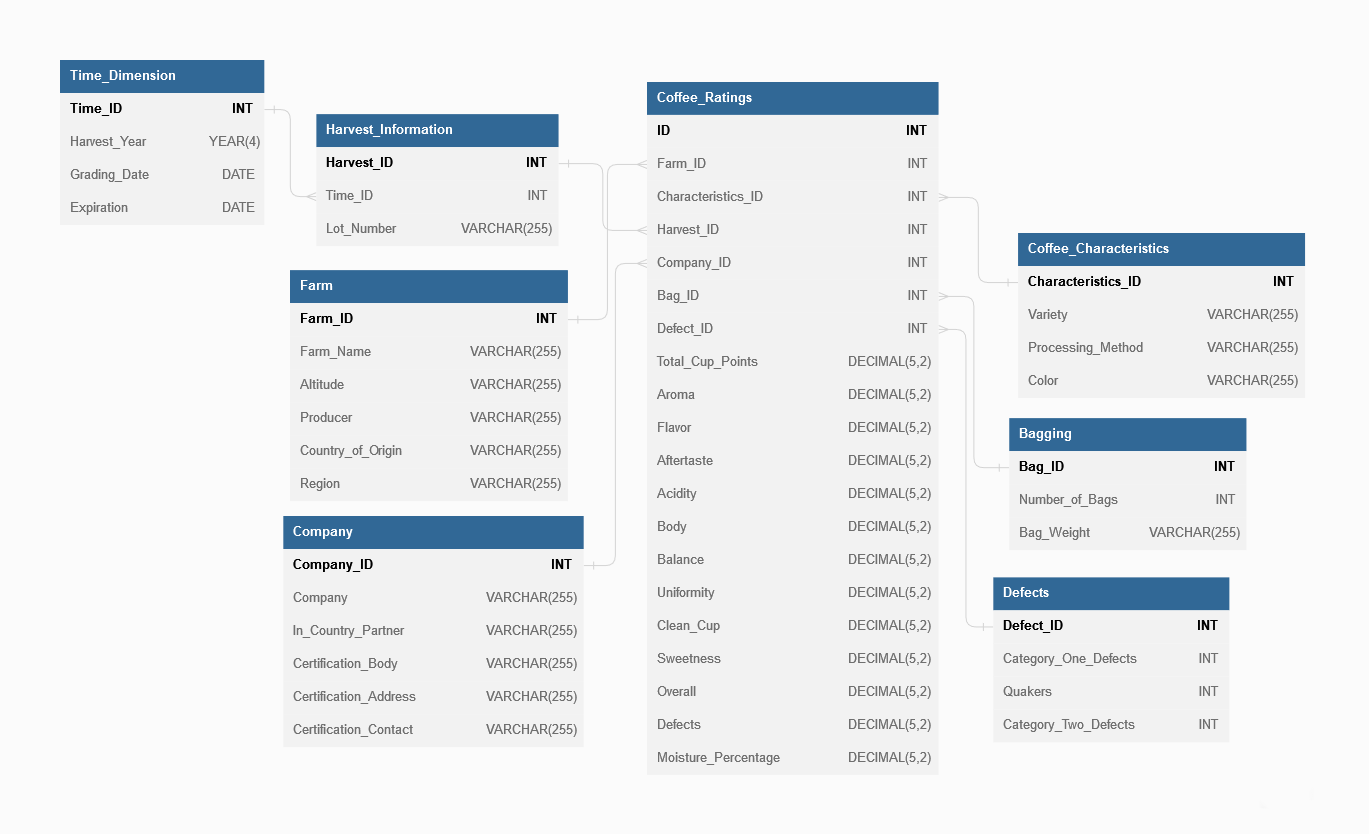 Time_Dimension
Time_ID INT
Harvest_Year YEAR(4)
Grading_Date DATE
Expiration DATE
Harvest_Information
Harvest_ID INT
Time_ID INT
Lot_Number VARCHAR(255)
Farm
Farm_ID INT
Farm_Name VARCHAR(255)
Altitude VARCHAR(255)
Producer VARCHAR(255)
Country_of_Origin VARCHAR(255)
Region VARCHAR(255)
Company
Company_ID INT
Company VARCHAR(255)
In_Country_Partner VARCHAR(255)
Certification_Body VARCHAR(255)
Certification_Address VARCHAR(255)
Certification_Contact VARCHAR(255)
Coffee_Ratings
ID INT
Farm_ID INT
Characteristics_ID INT
Harvest_ID INT
Company_ID INT
Bag_ID INT
Defect_ID INT
Total_Cup_Points DECIMAL(5,2)
Aroma DECIMAL(5,2)
Flavor DECIMAL(5,2)
Aftertaste DECIMAL(5,2)
Acidity DECIMAL(5,2)
Body DECIMAL(5,2)
Balance DECIMAL(5,2)
Uniformity DECIMAL(5,2)
Clean_Cup DECIMAL(5,2)
Sweetness DECIMAL(5,2)
Overall DECIMAL(5,2)
Defects DECIMAL(5,2)
Moisture_Percentage DECIMAL(5,2)
Coffee_Characteristics
Characteristics_ID INT
Variety VARCHAR(255)
Processing_Method VARCHAR(255)
Color VARCHAR(255)
Bagging
Bag_ID INT
Number_of_Bags INT
Bag_Weight VARCHAR(255)
Defects
Defect_ID INT
Category_One_Defects INT
Quakers INT
Category_Two_Defects INT